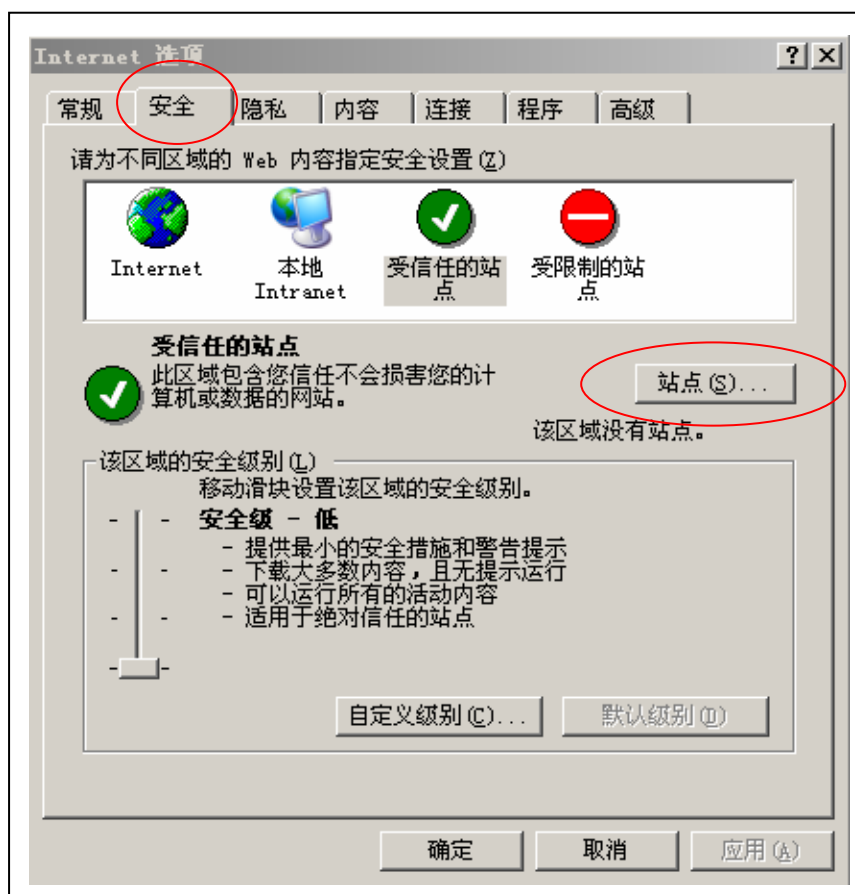 Internet 选项
常规 安全 隐私 内容 连接 程序 高级
请为不同区域的 Web 内容指定安全设置(Z)
Internet
本地
Intranet
受信任的站
点
受限制的站
点
受信任的站点
此区域包含您信任不会损害您的计
算机或数据的网站。
站点(S)...
该区域没有站点。
该区域的安全级别(L)
移动滑块设置该区域的安全级别。
安全级 - 低
- 提供最小的安全措施和警告提示
- 下载大多数内容，且无提示运行
- 可以运行所有的活动内容
- 适用于绝对信任的站点
自定义级别(C)... 默认级别(D)
确定 取消 应用(A)